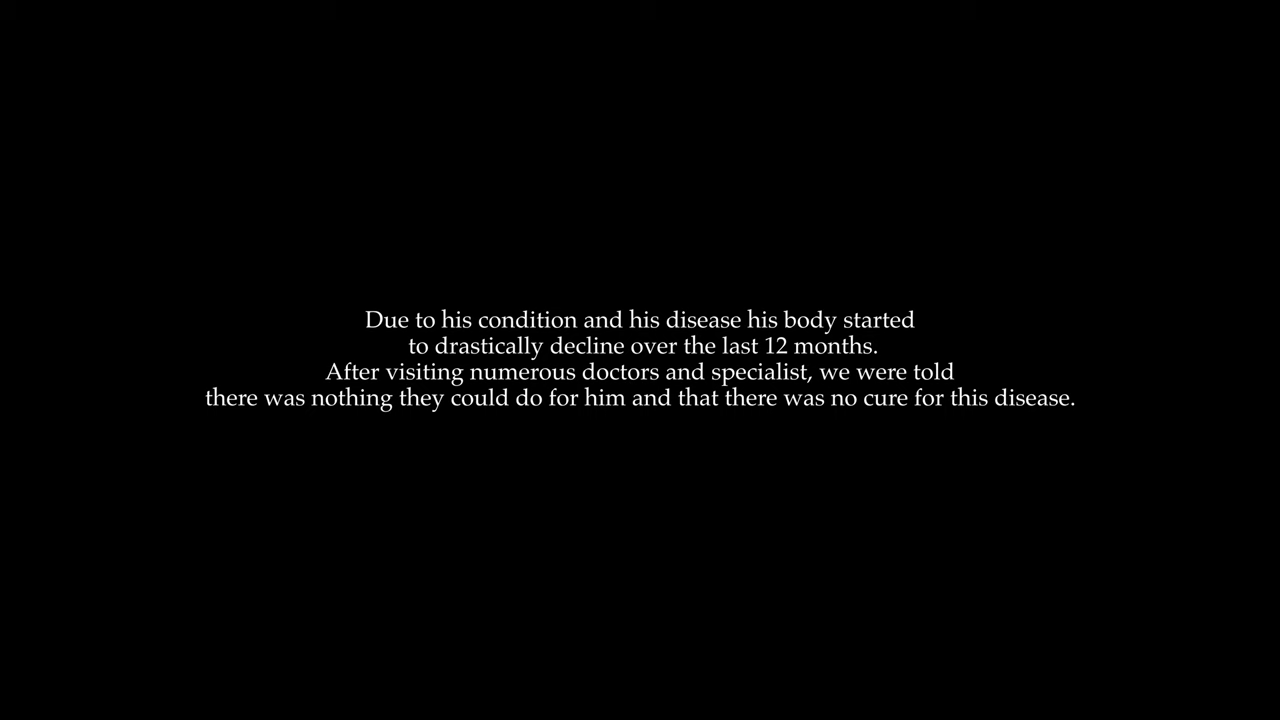 Due to his condition and his disease his body started
to drastically decline over the last 12 months.
After visiting numerous doctors and specialist, we were told
there was nothing they could do for him and that there was no cure for this disease.